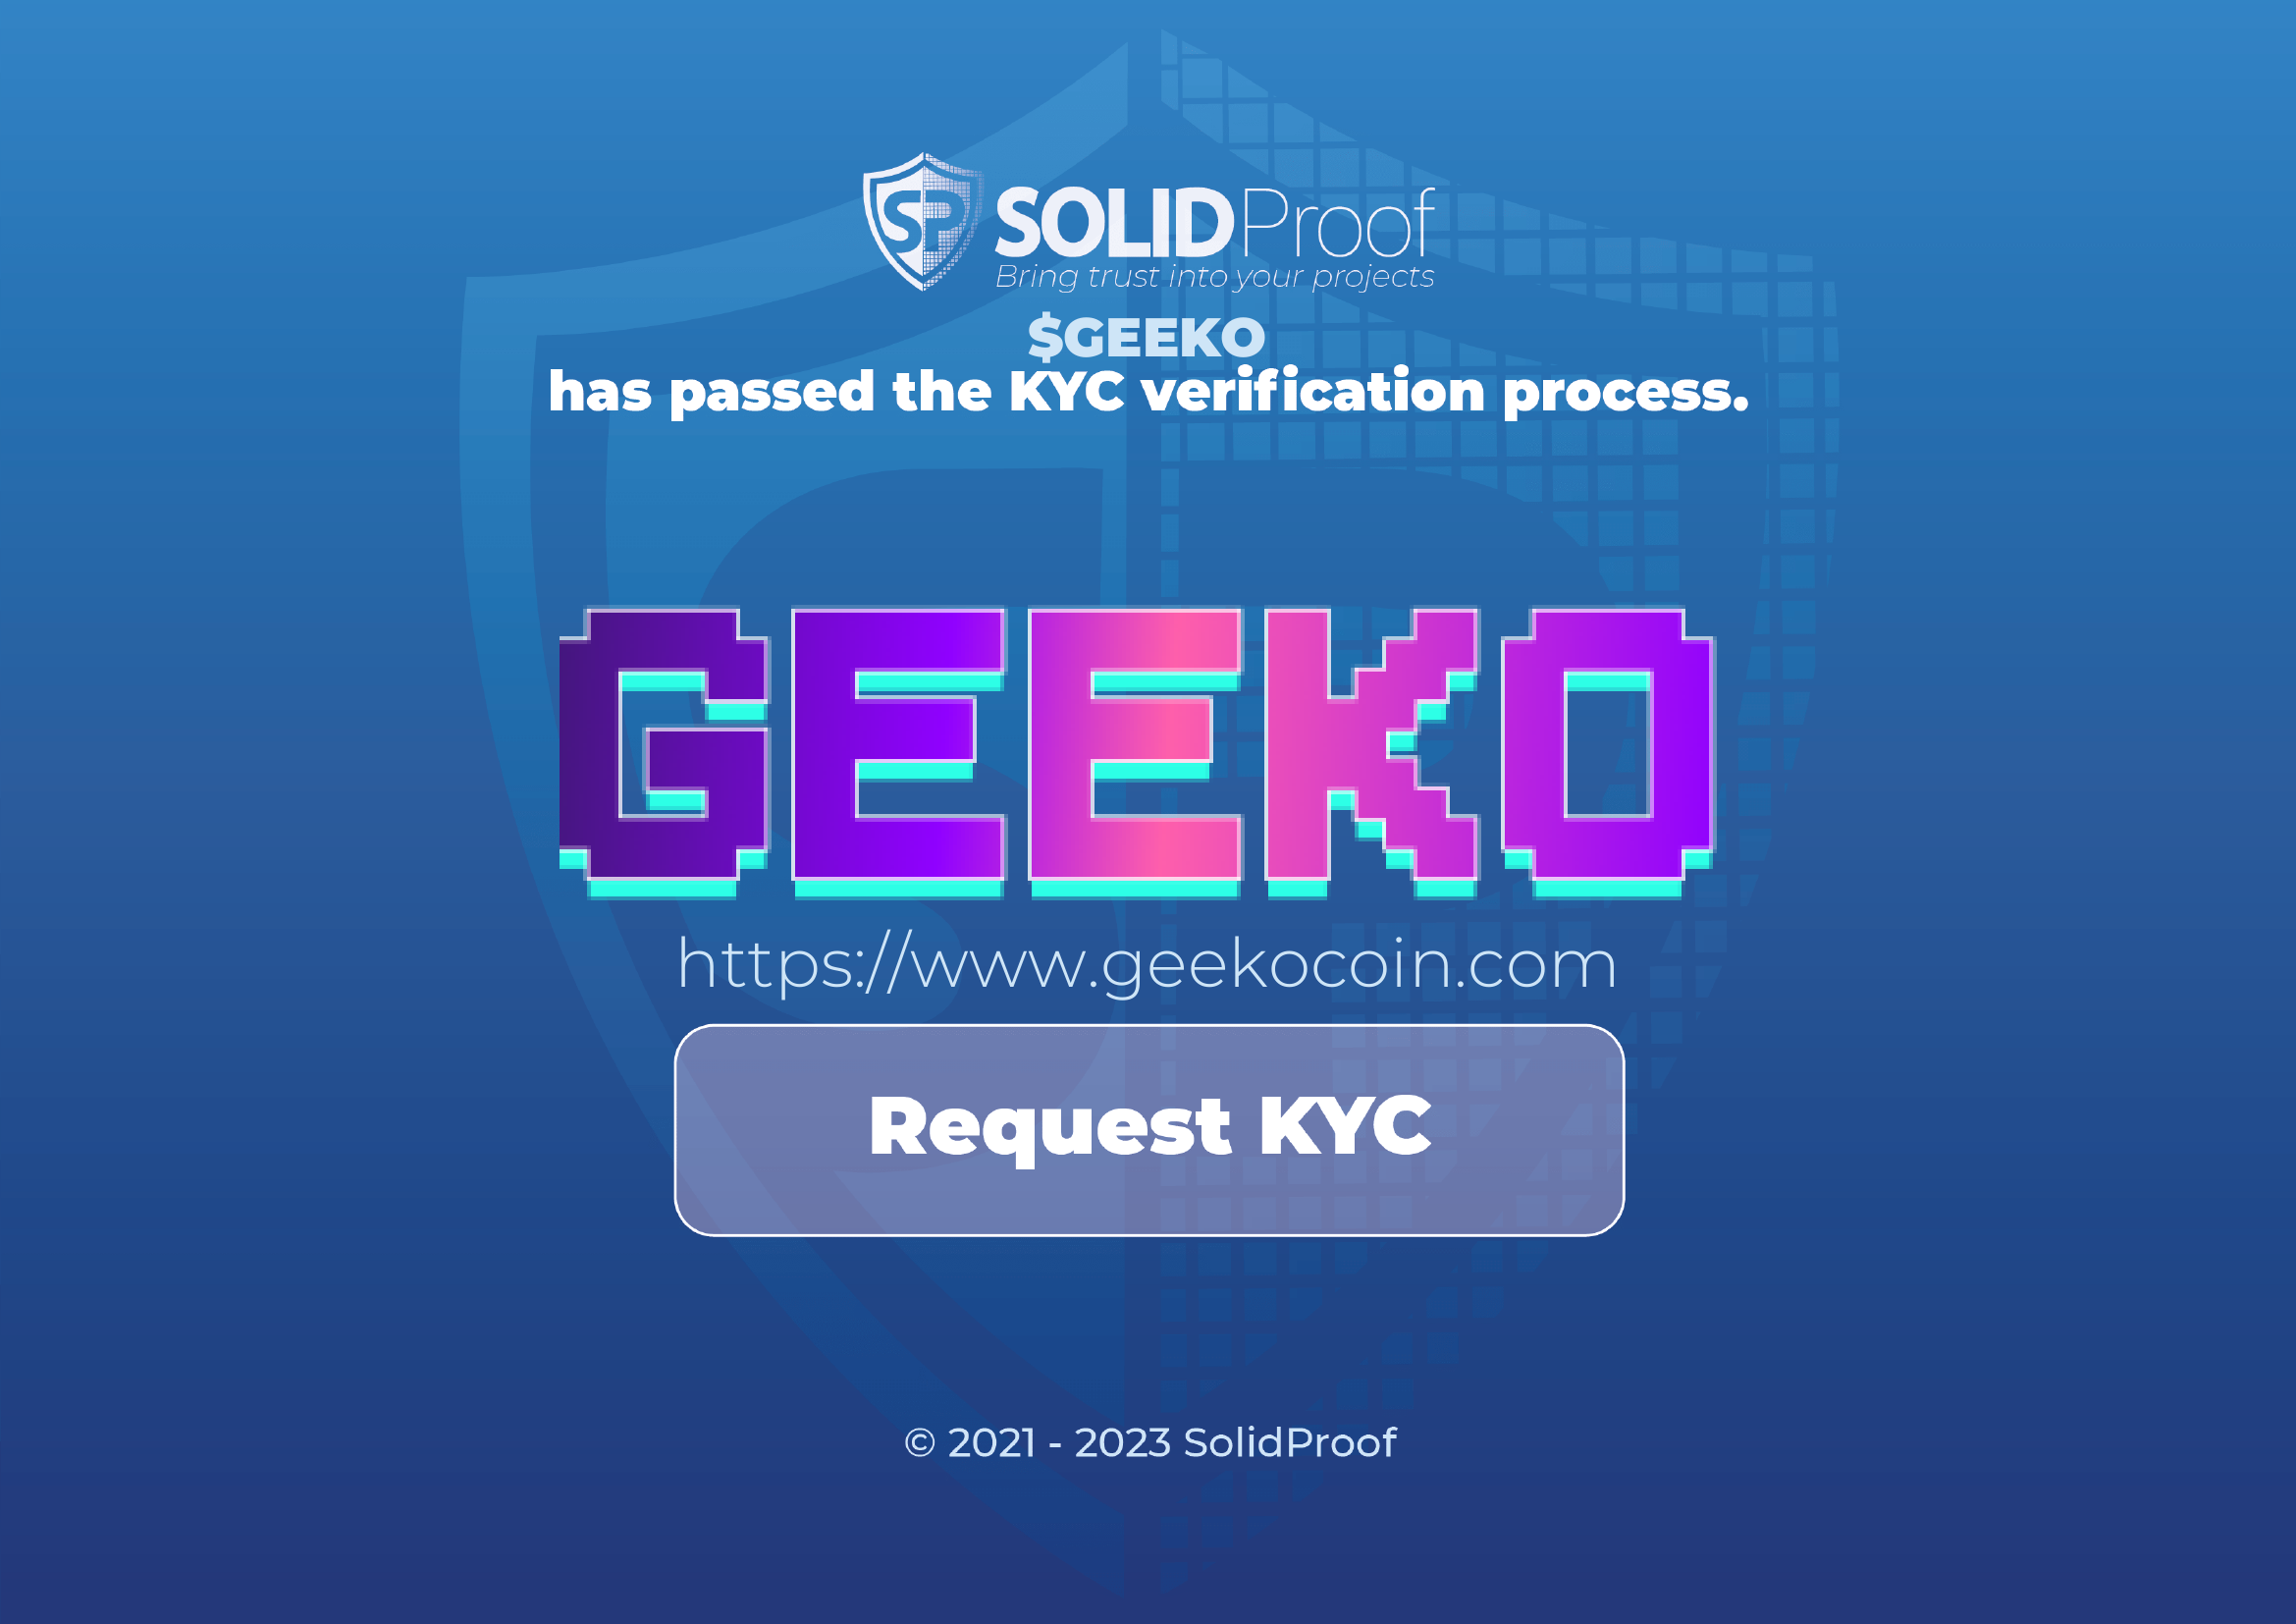 SP SOLIDProof
Bring trust into your projects
$GEEKO
has passed the KYC verification process.
GEEKO
https://www.geekocoin.com
Request KYC
© 2021 - 2023 SolidProof